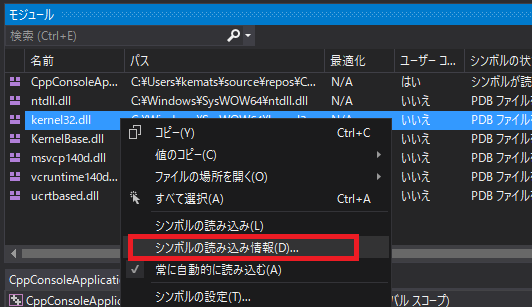 モジュール
検索 (Ctrl+E)
名前 パス 最適化 ユーザー コ... シンボルの状
CppConsoleAp... C:¥Users¥kemats¥source¥repos¥C... N/A はい シンボルが読
ntdll.dll C:¥Windows¥SysWOW64¥ntdll.dll N/A いいえ PDB ファイル
kernel32.dll N/A いいえ PDB ファイル
KernelBase.dll いいえ PDB ファイル
msvcp140d.dll いいえ PDB ファイル
vcruntime140d... いいえ PDB ファイル
ucrtbased.dll いいえ PDB ファイル
コピー(Y) Ctrl+C
値のコピー(C)
ファイルの場所を開く(O)
すべて選択(A) Ctrl+A
シンボルの読み込み(L)
シンボルの読み込み情報(D)...
常に自動的に読み込む(A)
シンボルの設定(T)...
CppConsoleApplicatio
CppConsoleApplica バル スコープ)